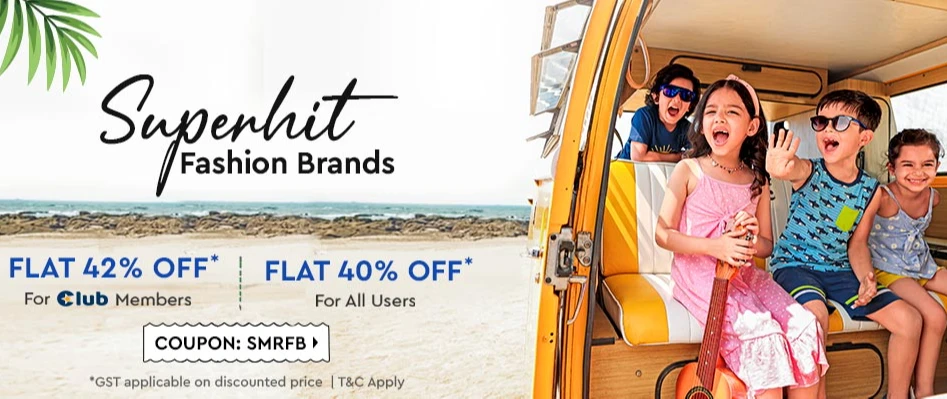 Superhit
Fashion Brands
FLAT 42% OFF*
For Club Members
FLAT 40% OFF*
For All Users
COUPON: SMRFB
*GST applicable on discounted price | T&C Apply